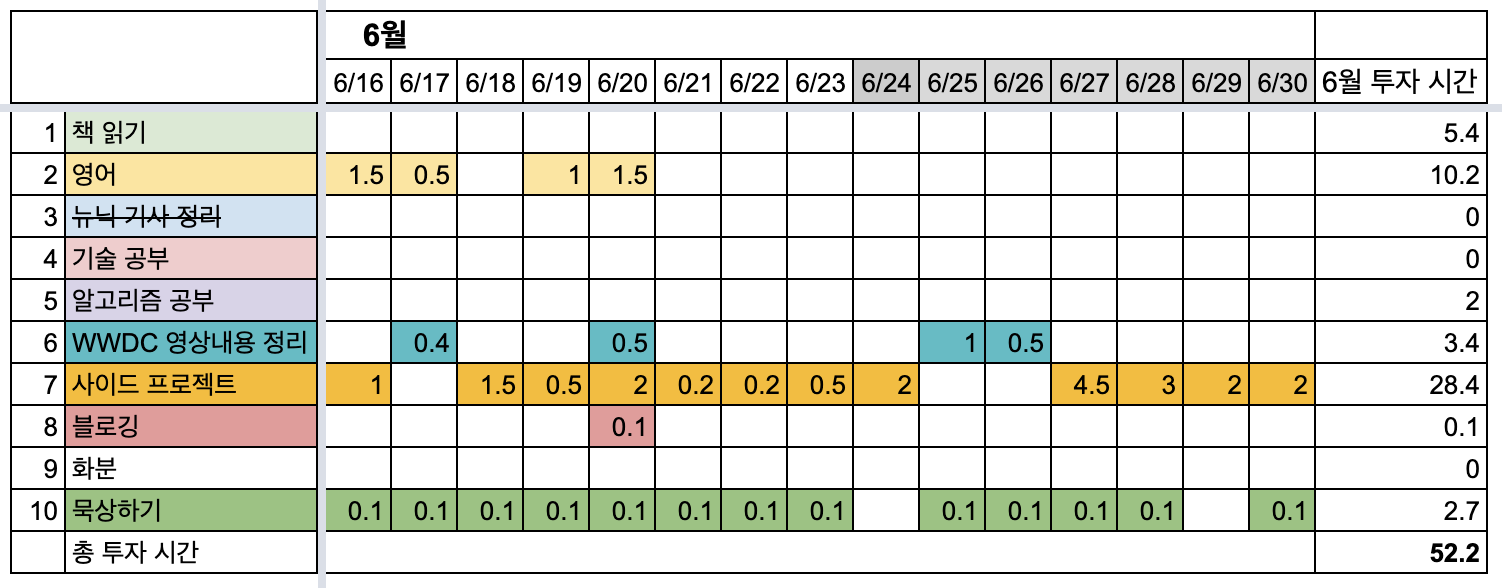 6월
6/16 6/17 6/18 6/19 6/20 6/21 6/22 6/23 6/24 6/25 6/26 6/27 6/28 6/29 6/30 6월 투자 시간
1 책 읽기 5.4
2 영어 1.5 0.5 1 1.5 10.2
3 뉴닉 기사 정리 0
4 기술 공부 0
5 알고리즘 공부 2
6 WWDC 영상내용 정리 0.4 0.5 1 0.5 3.4
7 사이드 프로젝트 1 1.5 0.5 2 0.2 0.2 0.5 2 4.5 3 2 2 28.4
8 블로깅 0.1 0.1
9 화분 0
10 묵상하기 0.1 0.1 0.1 0.1 0.1 0.1 0.1 0.1 0.1 0.1 0.1 0.1 0.1 2.7
총 투자 시간 52.2